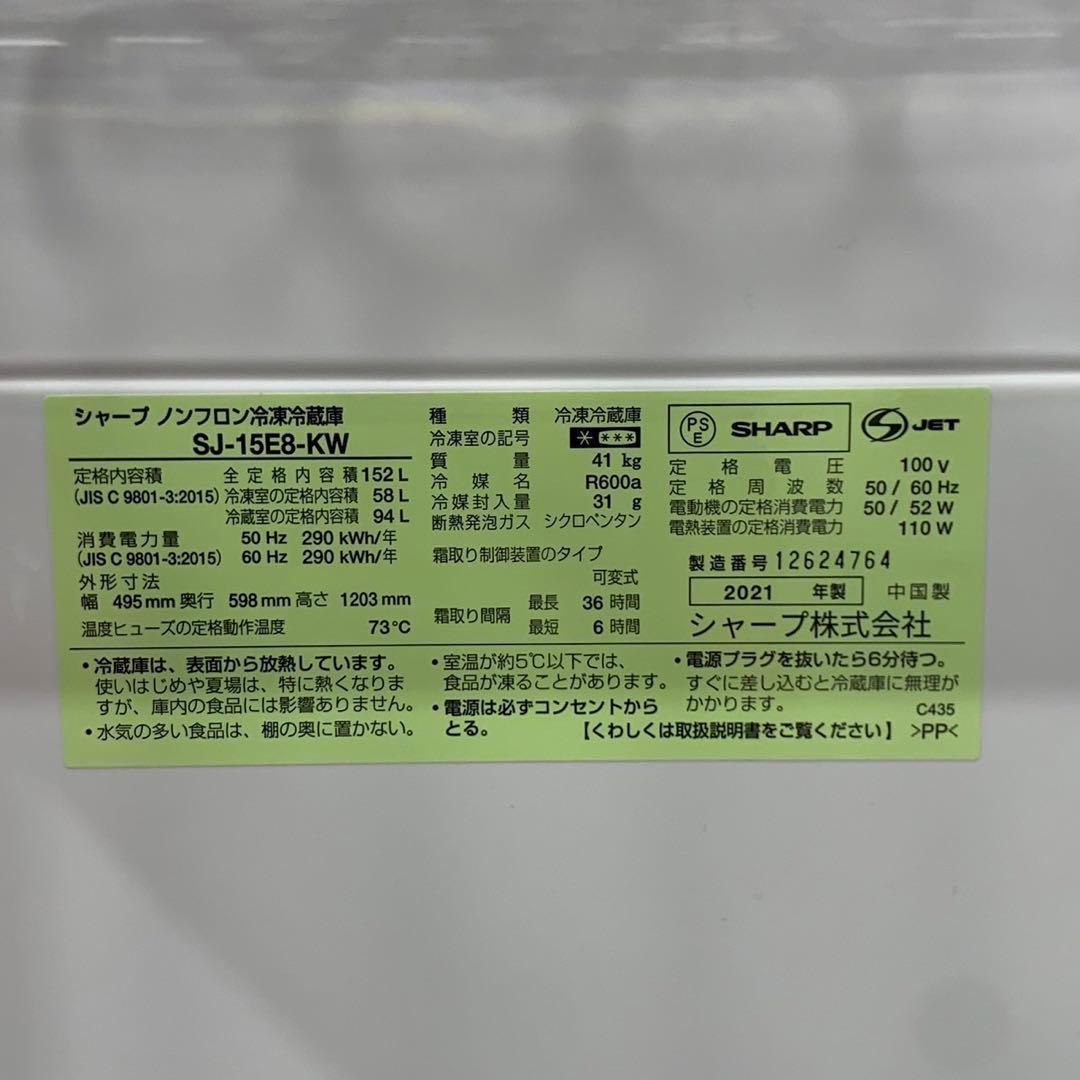 シャープ ノンフロン冷凍冷蔵庫
SJ-15E8-KW
定格内容積 全定格内容積 152 L
(JIS C 9801-3:2015) 冷凍室の定格内容積 58 L
冷蔵室の定格内容積 94 L
消費電力量 50 Hz 290 kWh/年
(JIS C 9801-3:2015) 60 Hz 290 kWh/年
外形寸法
幅 495 mm 奥行 598 mm 高さ 1203 mm
温度ヒューズの定格動作温度 73℃
種類 冷凍冷蔵庫
冷凍室の記号 * ***
質量 41 kg
冷媒名 R600a
冷媒封入量 31 g
断熱発泡ガス シクロペンタン
霜取り制御装置のタイプ
可変式
霜取り間隔 最長 36 時間
最短 6 時間
PSE SHARP JET
定格電圧 100 V
定格周波数 50 / 60 Hz
電動機の定格消費電力 50 / 52 W
電熱装置の定格消費電力 110 W
製造番号 12624764
2021 年製 中国製
シャープ株式会社
・冷蔵庫は、表面から放熱しています。
使いはじめや夏場は、特に熱くなりま
すが、庫内の食品には影響ありません。
・水気の多い食品は、棚の奥に置かない。
・室温が約5℃以下では、
食品が凍ることがあります。
・電源は必ずコンセントから
とる。
・電源プラグを抜いたら6分待つ。
すぐに差し込むと冷蔵庫に無理が
かかります。 C435
【くわしくは取扱説明書をご覧ください】 >PP<